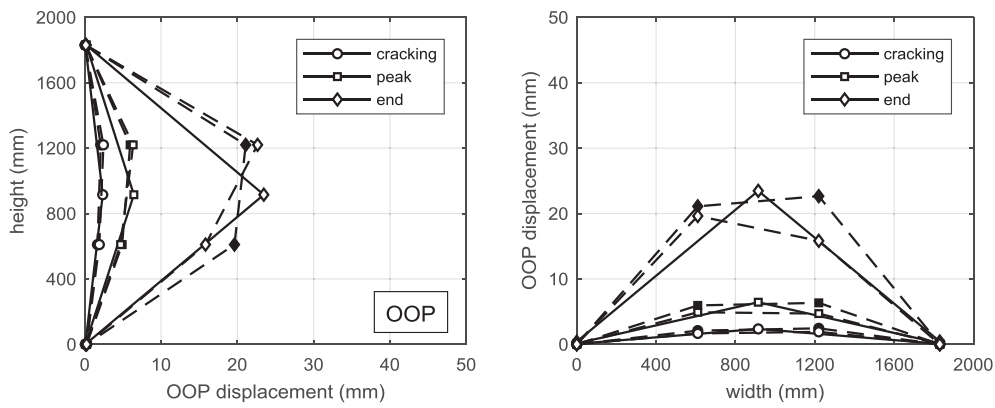 2000
1600
1200
800
400
0
height (mm)
0 10 20 30 40 50
OOP displacement (mm)
cracking
peak
end
OOP
50
40
30
20
10
0
OOP displacement (mm)
0 400 800 1200 1600 2000
width (mm)
cracking
peak
end